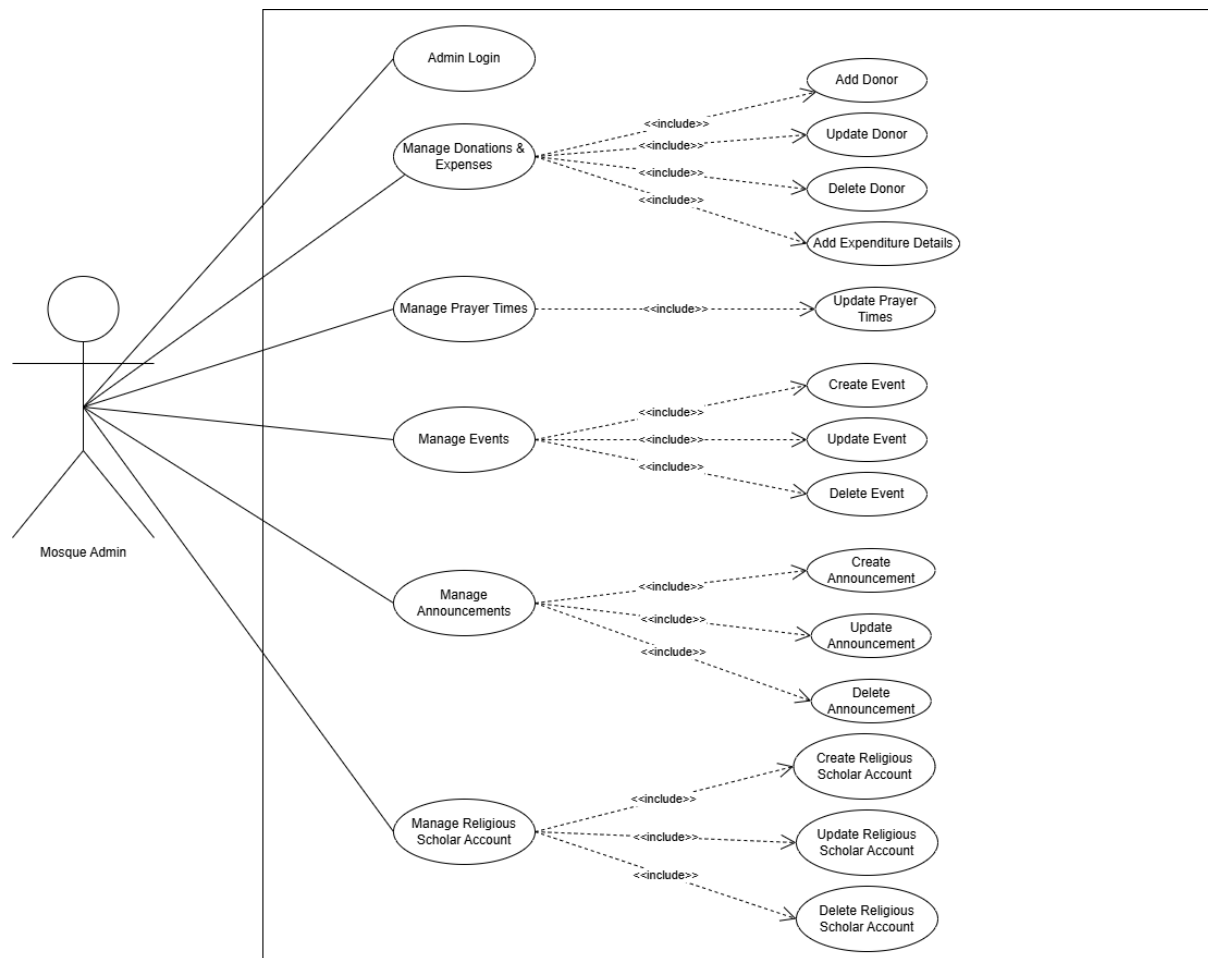 Admin Login
Add Donor
<<include>>
Update Donor
Manage Donations &
Expenses
<<include>>
<<include>>
Delete Donor
<<include>>
Add Expenditure Details
Manage Prayer Times
<<include>>
Update Prayer
Times
Create Event
<<include>>
Manage Events
<<include>>
Update Event
<<include>>
Delete Event
Mosque Admin
Create
Announcement
<<include>>
Manage
Announcements
<<include>>
Update
Announcement
<<include>>
Delete
Announcement
Create Religious
Scholar Account
<<include>>
Manage Religious
Scholar Account
<<include>>
Update Religious
Scholar Account
<<include>>
Delete Religious
Scholar Account